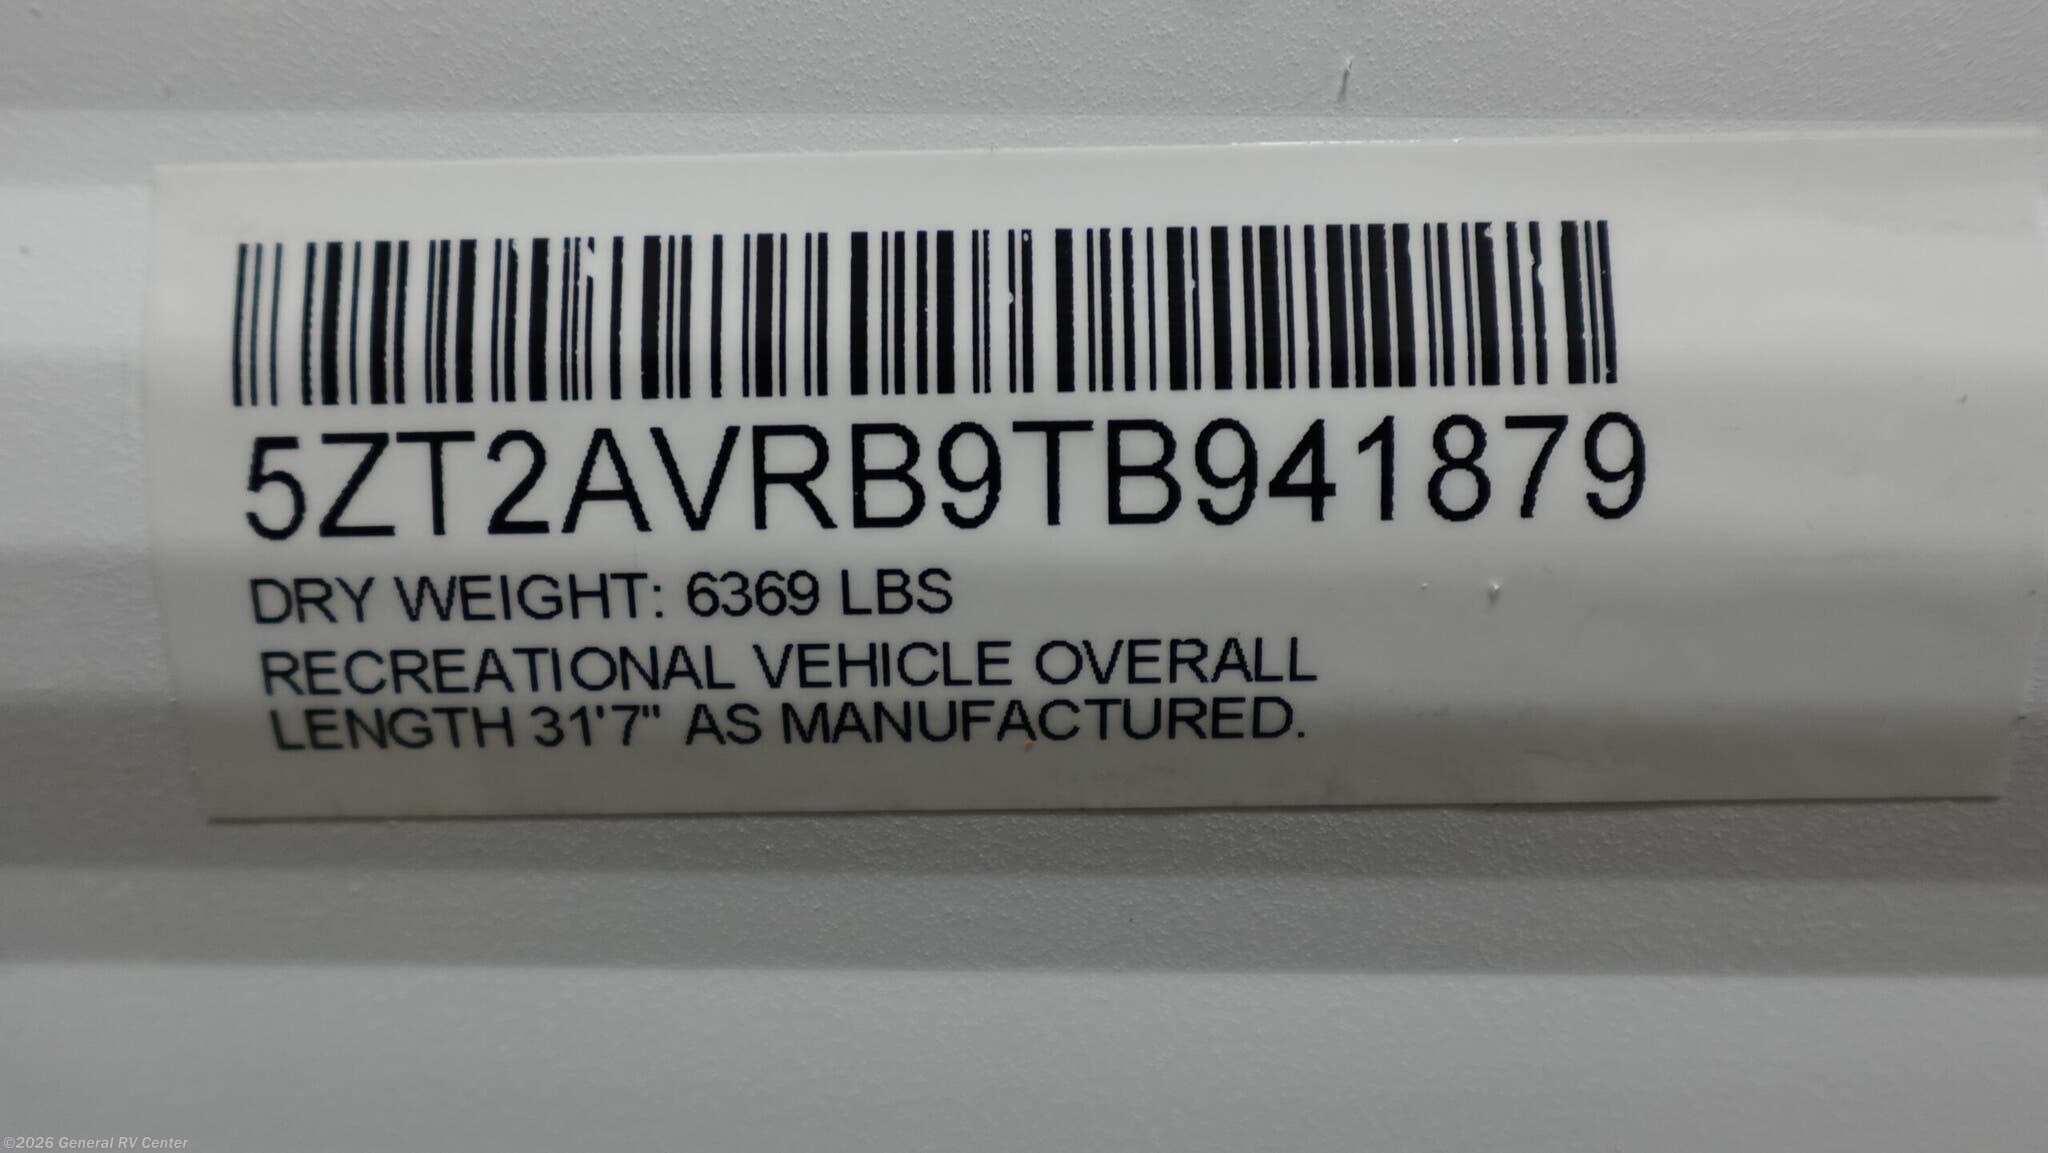 5ZT2AVRB9TB941879
DRY WEIGHT: 6369 LBS
RECREATIONAL VEHICLE OVERALL
LENGTH 31'7" AS MANUFACTURED.
©2026 General RV Center